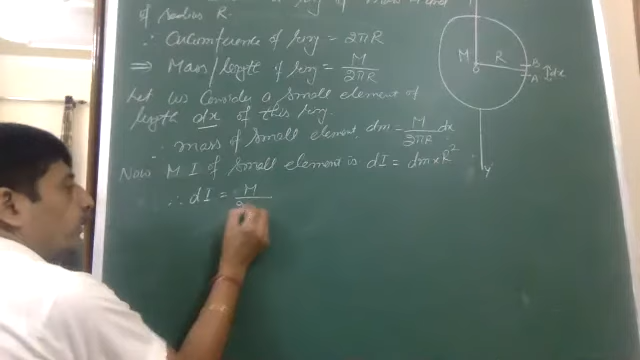 of radius R.
∴ Circumference of ring = 2πR
⇒ Mass/length of ring = M/2πR
Let us Consider a small element of
length dx of this ring.
∴ mass of small element, dm = M/2πR dx
Now M I of small element is dI = dm×R²
∴ dI = M
M
R
B
A
dx
Y